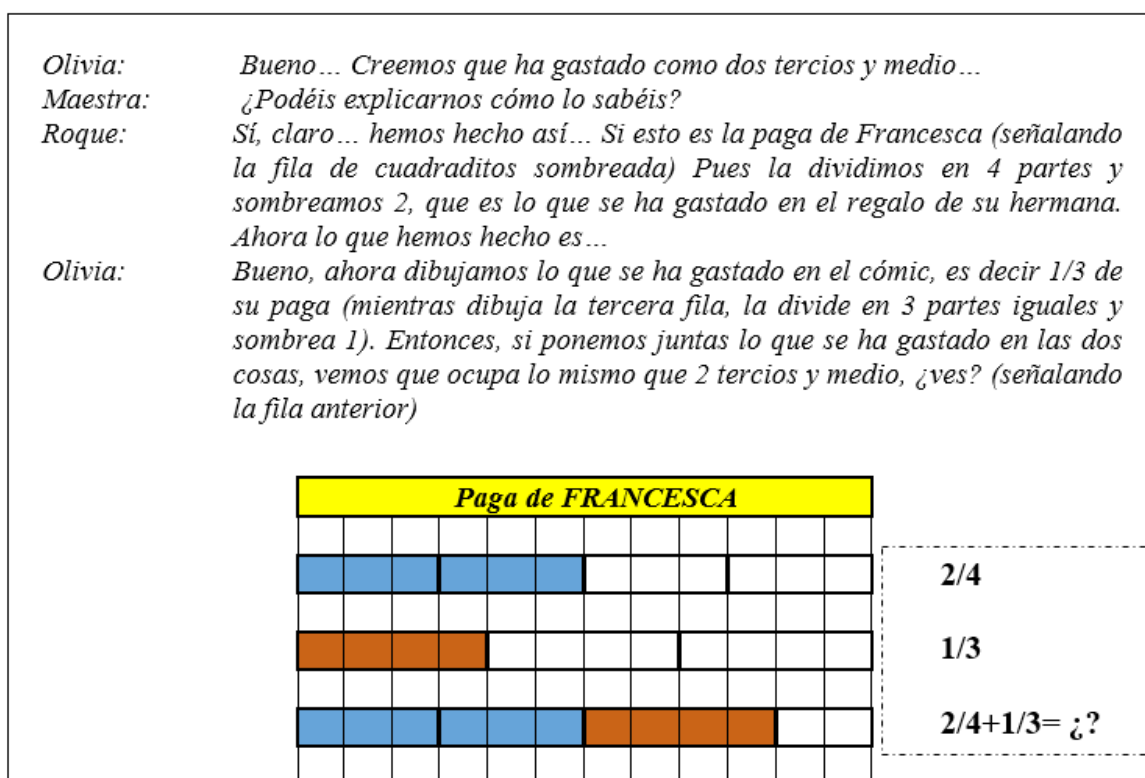 Olivia: Bueno… Creemos que ha gastado como dos tercios y medio…
Maestra: ¿Podéis explicarnos cómo lo sabéis?
Roque: Sí, claro… hemos hecho así… Si esto es la paga de Francesca (señalando
la fila de cuadraditos sombreada) Pues la dividimos en 4 partes y
sombreamos 2, que es lo que se ha gastado en el regalo de su hermana.
Ahora lo que hemos hecho es…
Olivia: Bueno, ahora dibujamos lo que se ha gastado en el cómic, es decir 1/3 de
su paga (mientras dibuja la tercera fila, la divide en 3 partes iguales y
sombrea 1). Entonces, si ponemos juntas lo que se ha gastado en las dos
cosas, vemos que ocupa lo mismo que 2 tercios y medio, ¿ves? (señalando
la fila anterior)
Paga de FRANCESCA
2/4
1/3
2/4+1/3= ¿?